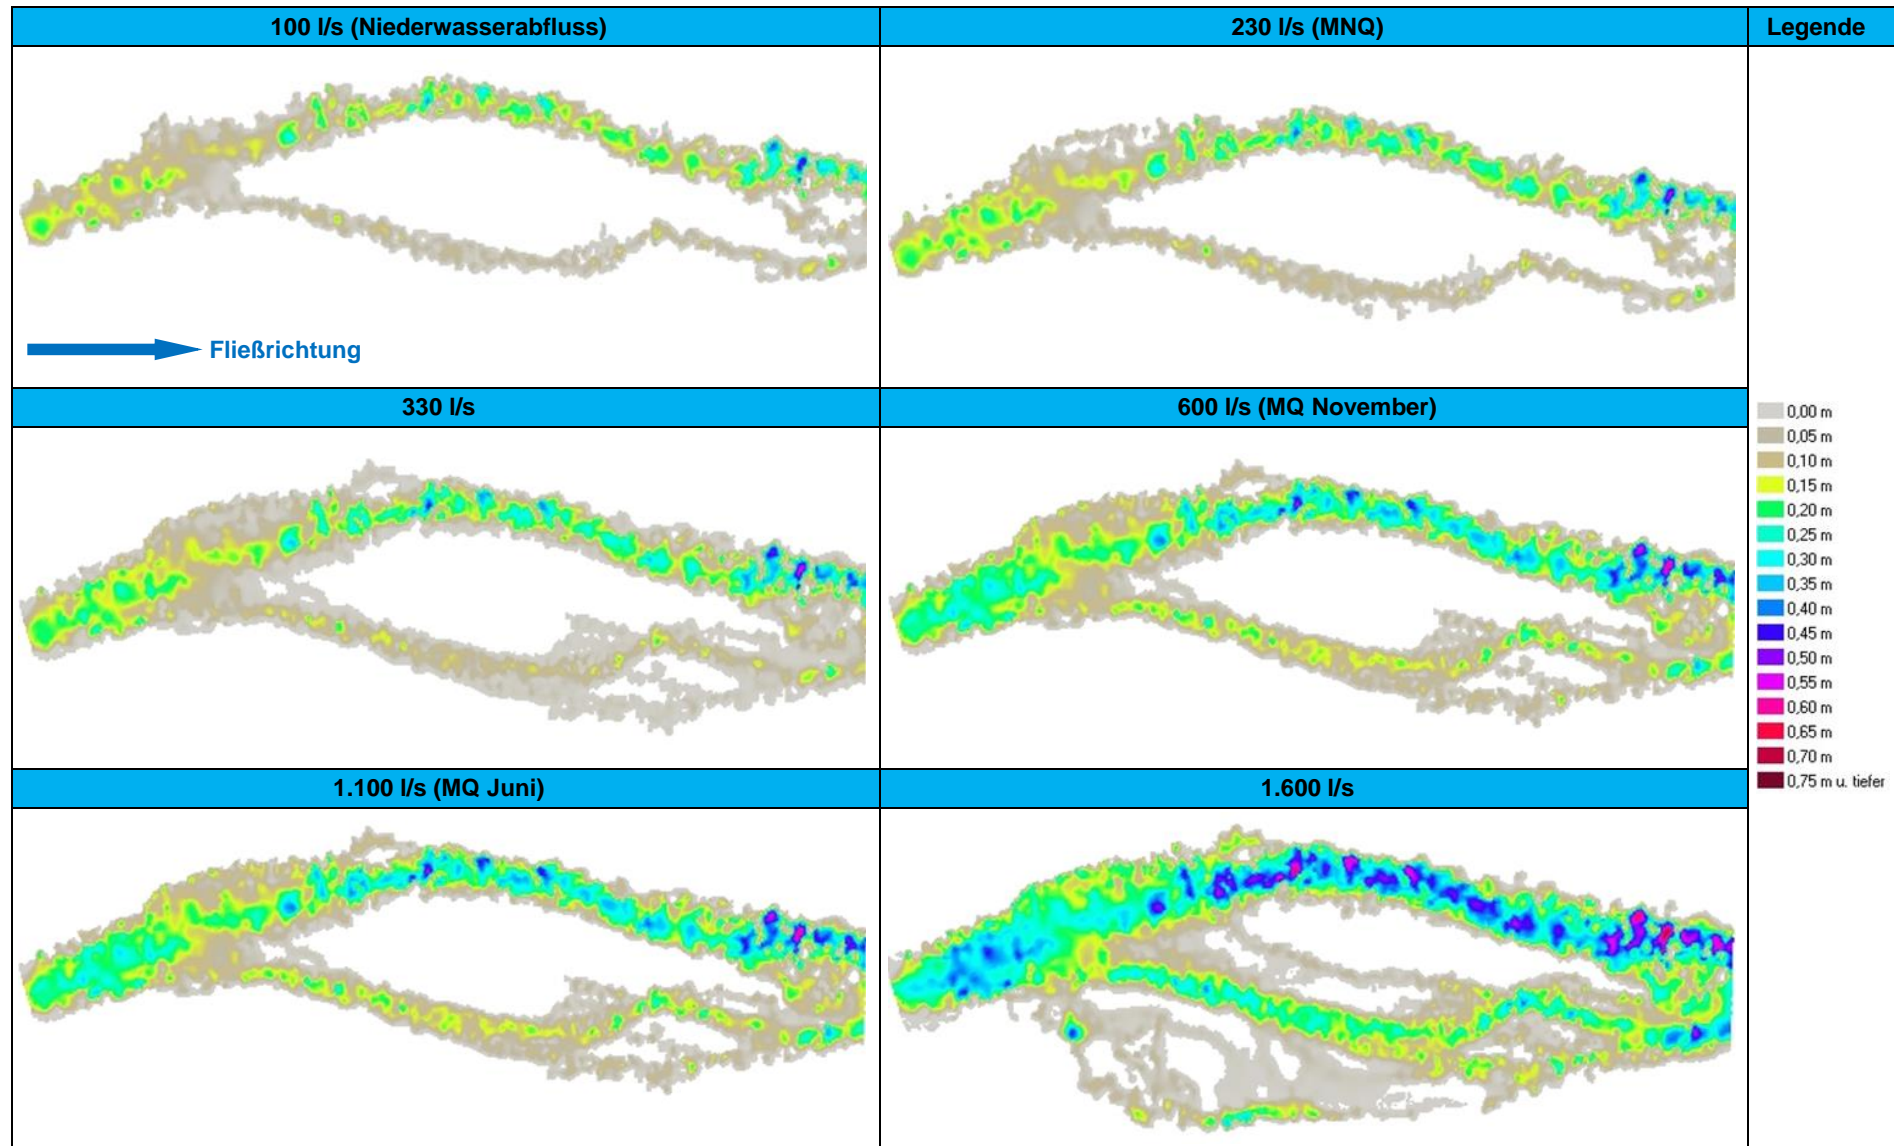 100 l/s (Niederwasserabfluss)
230 l/s (MNQ)
Legende
Fließrichtung
330 l/s
600 l/s (MQ November)
0,00 m
0,05 m
0,10 m
0,15 m
0,20 m
0,25 m
0,30 m
0,35 m
0,40 m
0,45 m
0,50 m
0,55 m
0,60 m
0,65 m
0,70 m
0,75 m u. tiefer
1.100 l/s (MQ Juni)
1.600 l/s